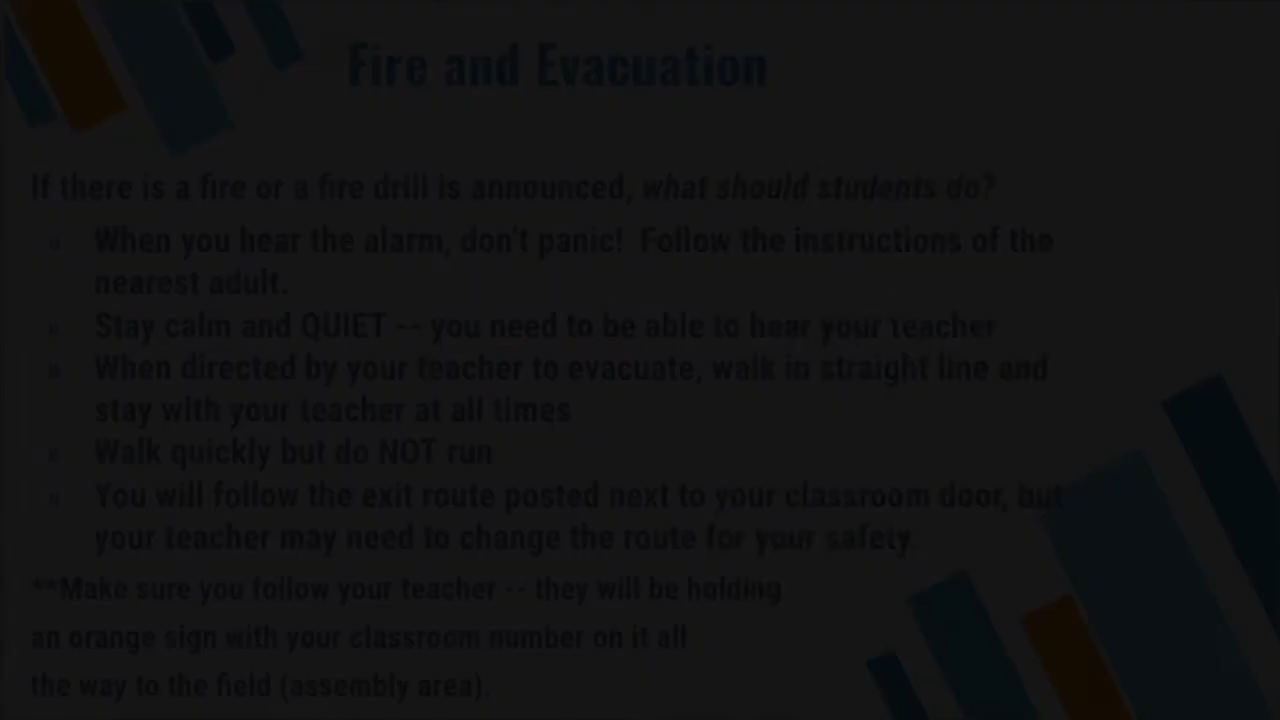 Fire and Evacuation
If there is a fire or a fire drill is announced, what should students do?
When you hear the alarm, don't panic! Follow the instructions of the
nearest adult.
Stay calm and QUIET -- you need to be able to hear your teacher
When directed by your teacher to evacuate, walk in straight line and
stay with your teacher at all times
Walk quickly but do NOT run
You will follow the exit route posted next to your classroom door, but
your teacher may need to change the route for your safety.
**Make sure you follow your teacher -- they will be holding
an orange sign with your classroom number on it all
the way to the field (assembly area).